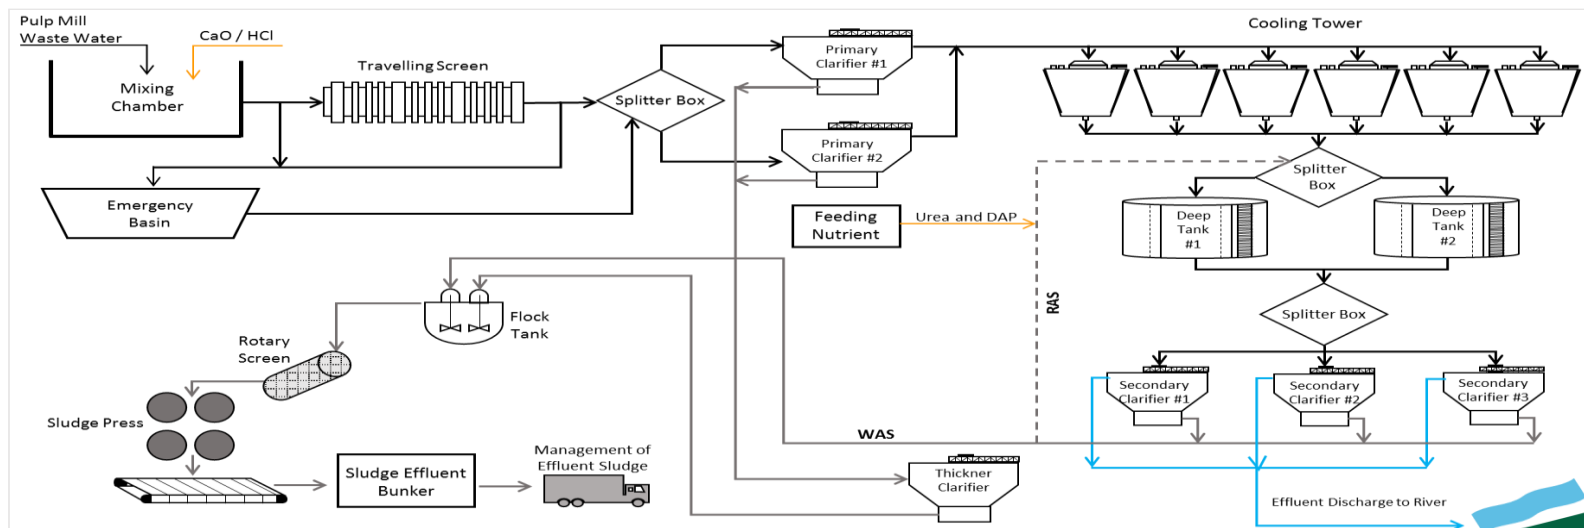 Pulp Mill
Waste Water
CaO / HCl
Mixing
Chamber
Travelling Screen
Splitter Box
Primary
Clarifier #1
Primary
Clarifier #2
Cooling Tower
Splitter
Box
Emergency
Basin
Feeding
Nutrient
Urea and DAP
Deep
Tank
#1
Deep
Tank
#2
RAS
Splitter Box
Flock
Tank
Rotary
Screen
Secondary
Clarifier #1
Secondary
Clarifier #2
Secondary
Clarifier #3
Sludge Press
WAS
Sludge Effluent
Bunker
Management of
Effluent Sludge
Thickner
Clarifier
Effluent Discharge to River